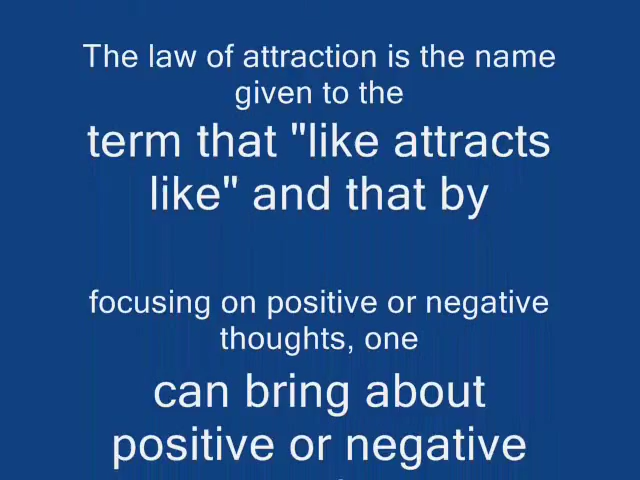 The law of attraction is the name
given to the
term that "like attracts
like" and that by
focusing on positive or negative
thoughts, one
can bring about
positive or negative